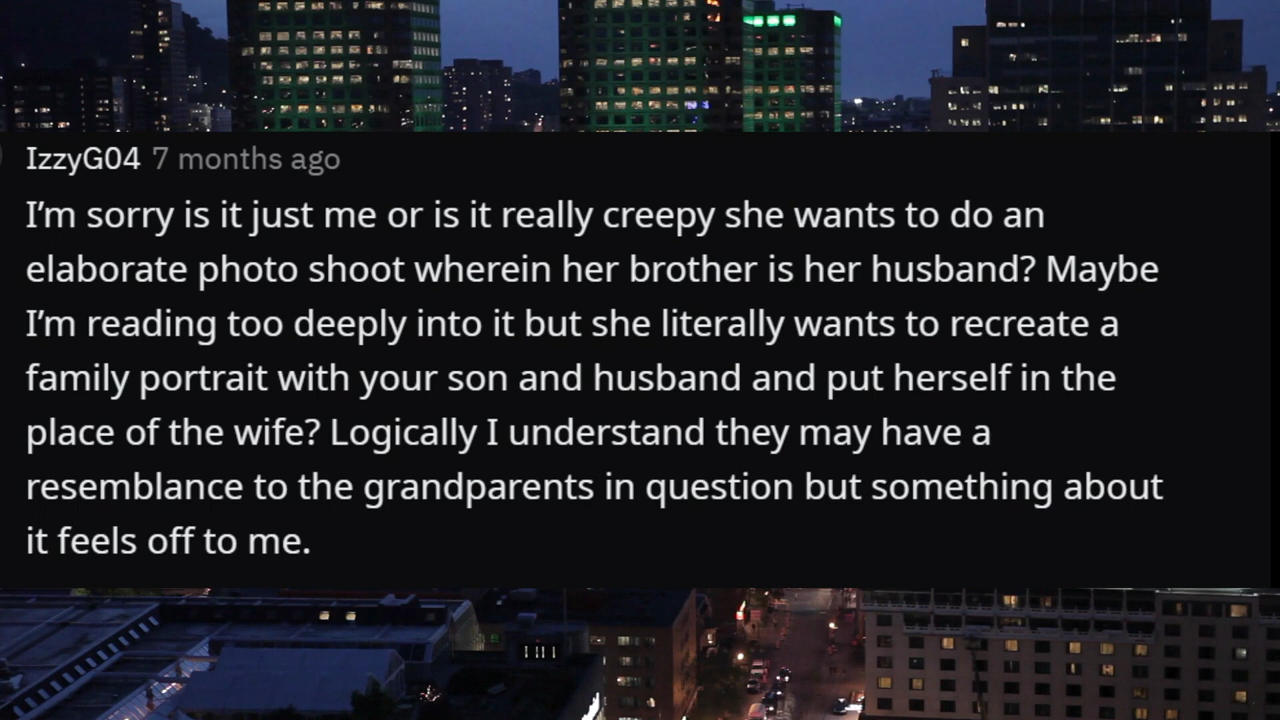 IzzyG04 7 months ago
I’m sorry is it just me or is it really creepy she wants to do an
elaborate photo shoot wherein her brother is her husband? Maybe
I’m reading too deeply into it but she literally wants to recreate a
family portrait with your son and husband and put herself in the
place of the wife? Logically I understand they may have a
resemblance to the grandparents in question but something about
it feels off to me.